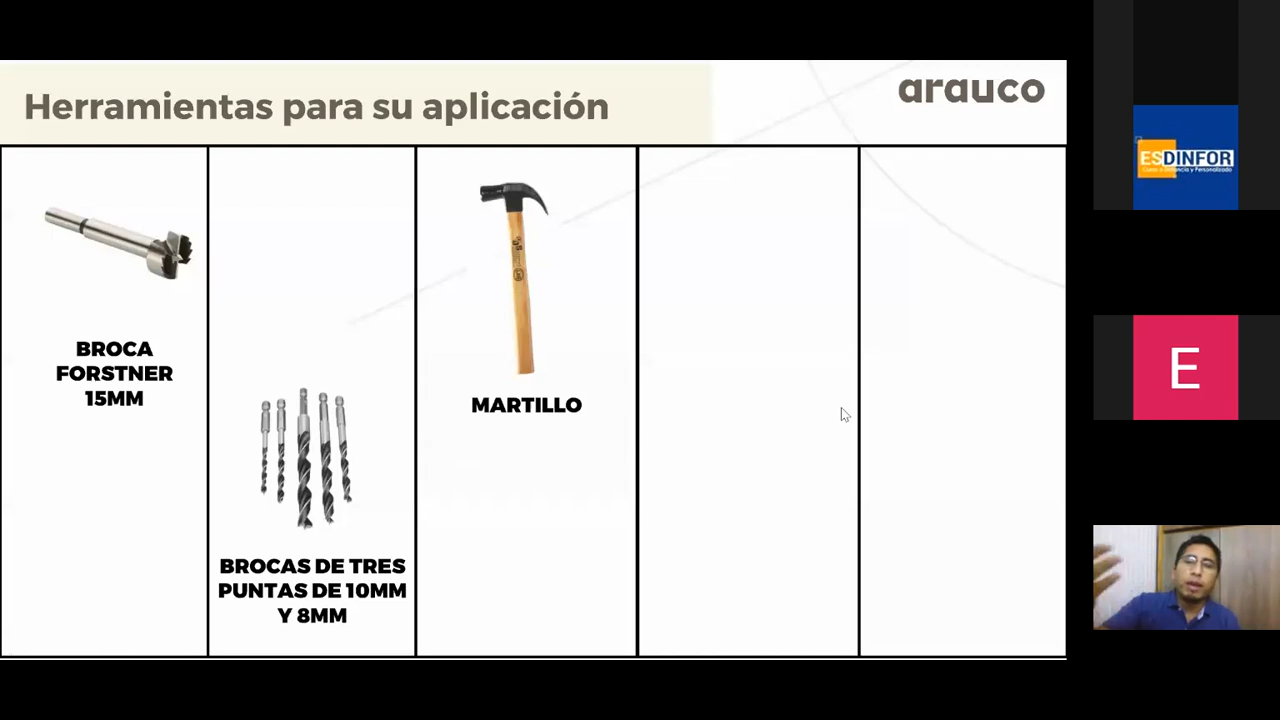 Herramientas para su aplicación
arauco
BROCA
FORSTNER
15MM
BROCAS DE TRES
PUNTAS DE 10MM
Y 8MM
MARTILLO
ESDINFOR
E